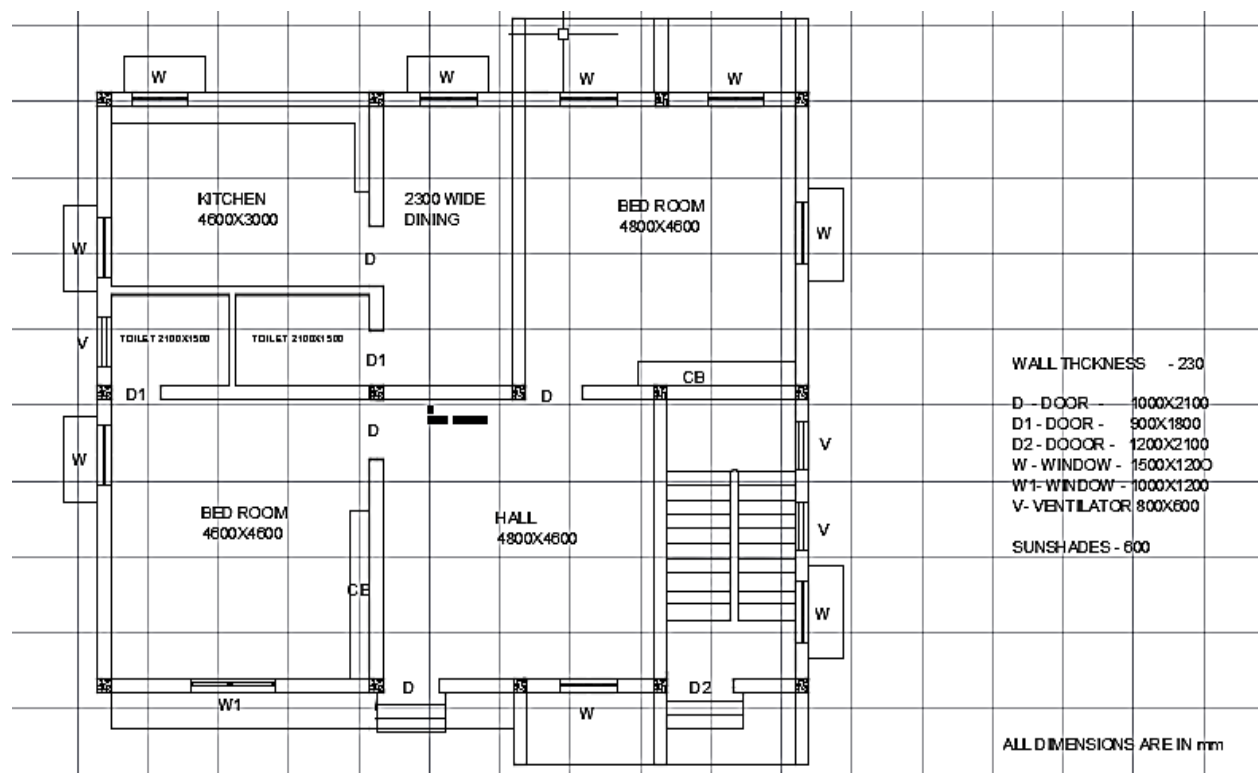 W
W
W
W
KITCHEN
4600X3000
2300 WIDE
DINING
BED ROOM
4800X4600
W
W
D
TOILET 2100X1500
TOILET 2100X1500
V
D1
D1
CB
D
WALL THCKNESS - 230
D - DOOR - 1000X2100
D1 - DOOR - 900X1800
D2 - DOOOR - 1200X2100
W - WINDOW - 1500X1200
W1- WINDOW - 1000X1200
V- VENTILATOR 800X600
SUNSHADES - 600
D
V
W
BED ROOM
4600X4600
HALL
4800X4600
V
CB
W
D
D2
W1
W
ALL DIMENSIONS ARE IN mm